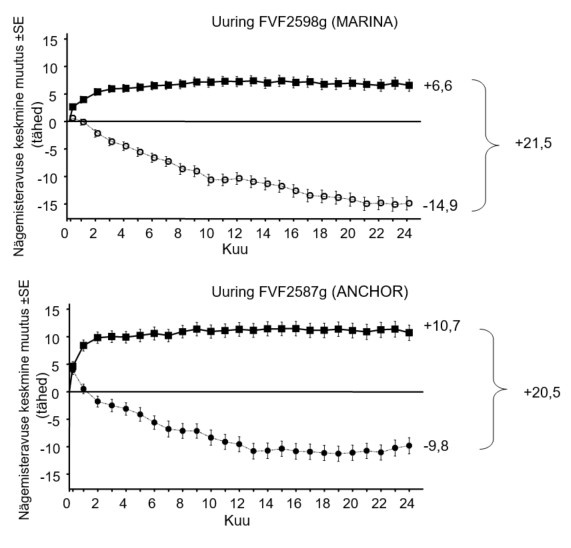 Uuring FVF2598g (MARINA)
Nägemisteravuse keskmine muutus ±SE
(tähed)
15
10
5
0
-5
-10
-15
+6,6
-14,9
+21,5
0 2 4 6 8 10 12 14 16 18 20 22 24
Kuu
Uuring FVF2587g (ANCHOR)
Nägemisteravuse keskmine muutus ±SE
(tähed)
15
10
5
0
-5
-10
-15
+10,7
-9,8
+20,5
0 2 4 6 8 10 12 14 16 18 20 22 24
Kuu